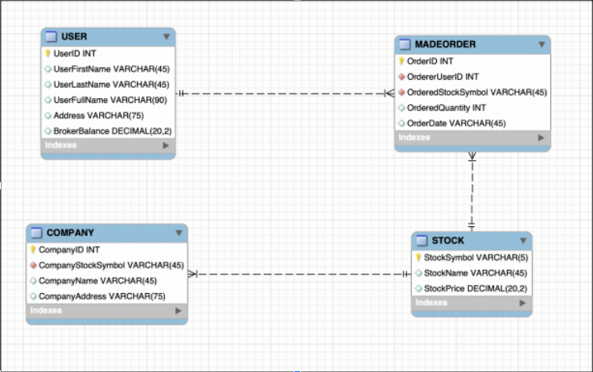 USER
UserID INT
UserFirstName VARCHAR(45)
UserLastName VARCHAR(45)
UserFullName VARCHAR(90)
Address VARCHAR(75)
BrokerBalance DECIMAL(20,2)
Indexes
MADEORDER
OrderID INT
OrdererUserID INT
OrderedStockSymbol VARCHAR(45)
OrderedQuantity INT
OrderDate VARCHAR(45)
Indexes
COMPANY
CompanyID INT
CompanyStockSymbol VARCHAR(45)
CompanyName VARCHAR(45)
CompanyAddress VARCHAR(75)
Indexes
STOCK
StockSymbol VARCHAR(5)
StockName VARCHAR(45)
StockPrice DECIMAL(20,2)
Indexes